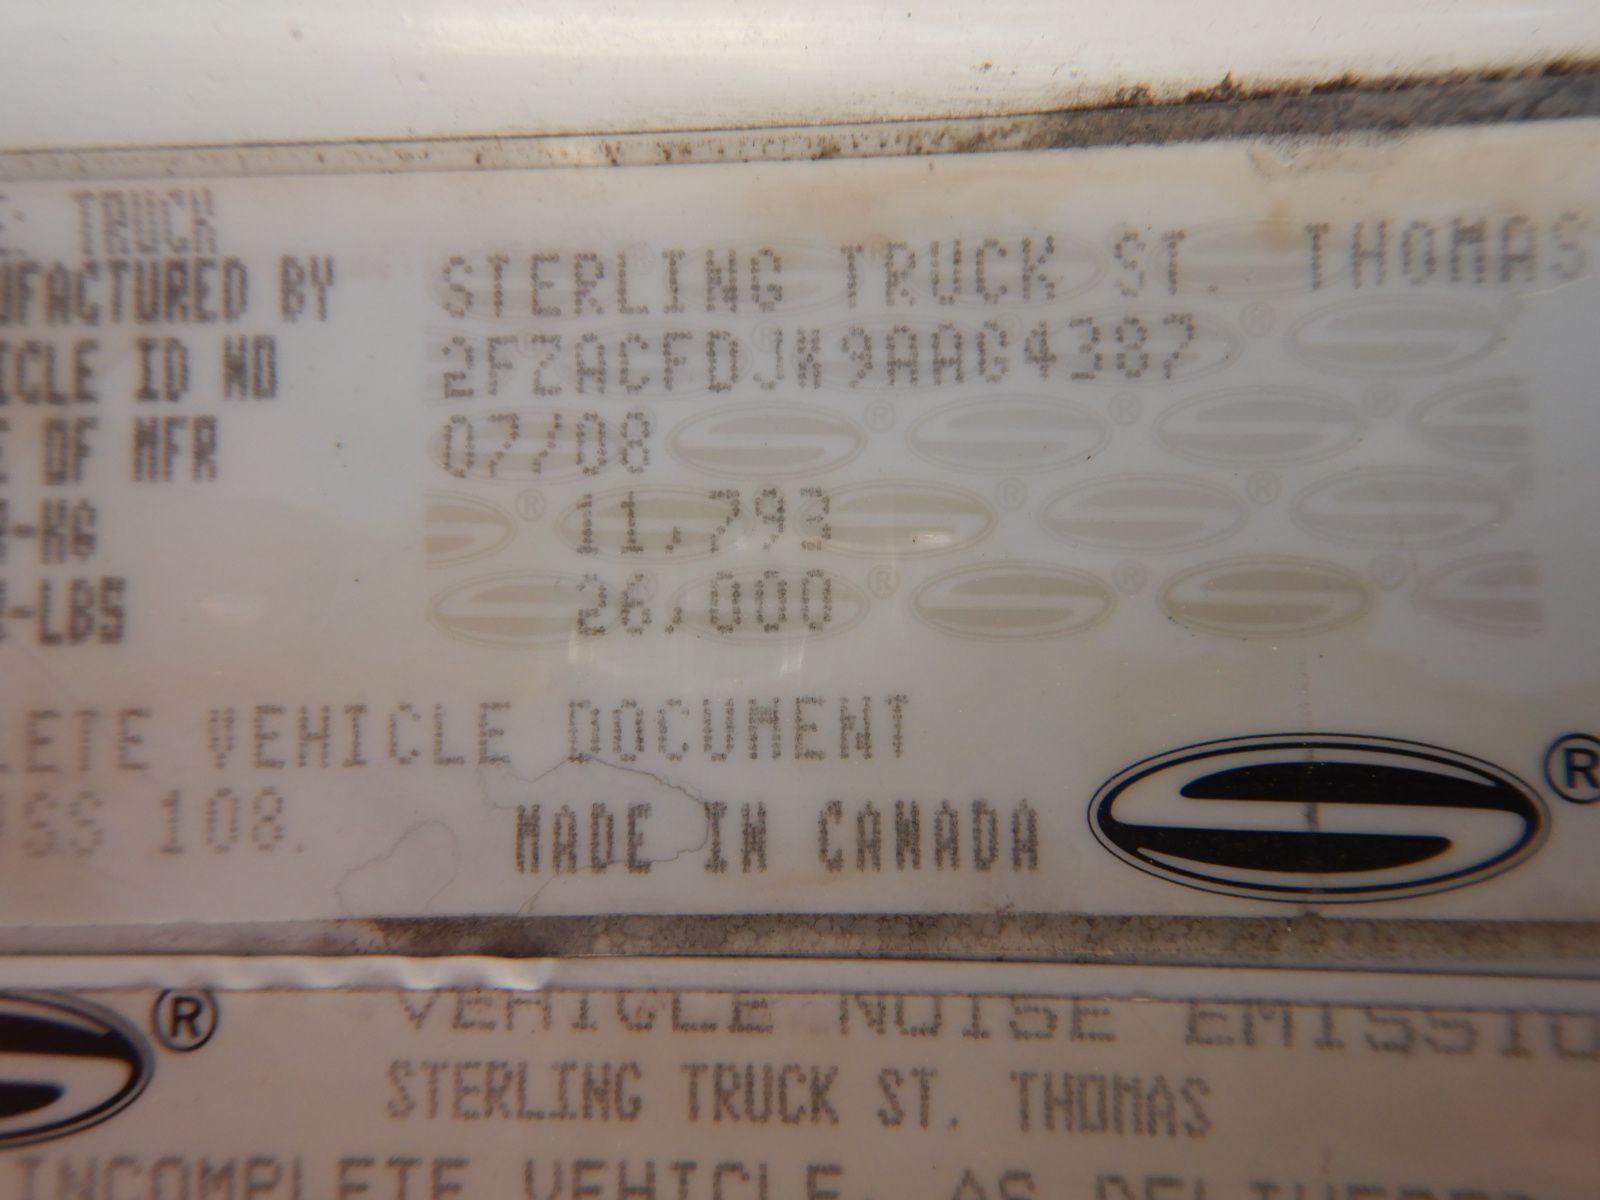 TRUCK
UFACTURED BY STERLING TRUCK ST. THOMAS
ICLE ID NO 2FZACFDJX9AAG4387
OF MFR 07/08
-KG 11,793
-LBS 26,000
LETE VEHICLE DOCUMENT
SS 108.
MADE IN CANADA
®
® VEHICLE NOISE EMISSIO
STERLING TRUCK ST. THOMAS
INCOMPLETE VEHICLE, AS DELIVERED